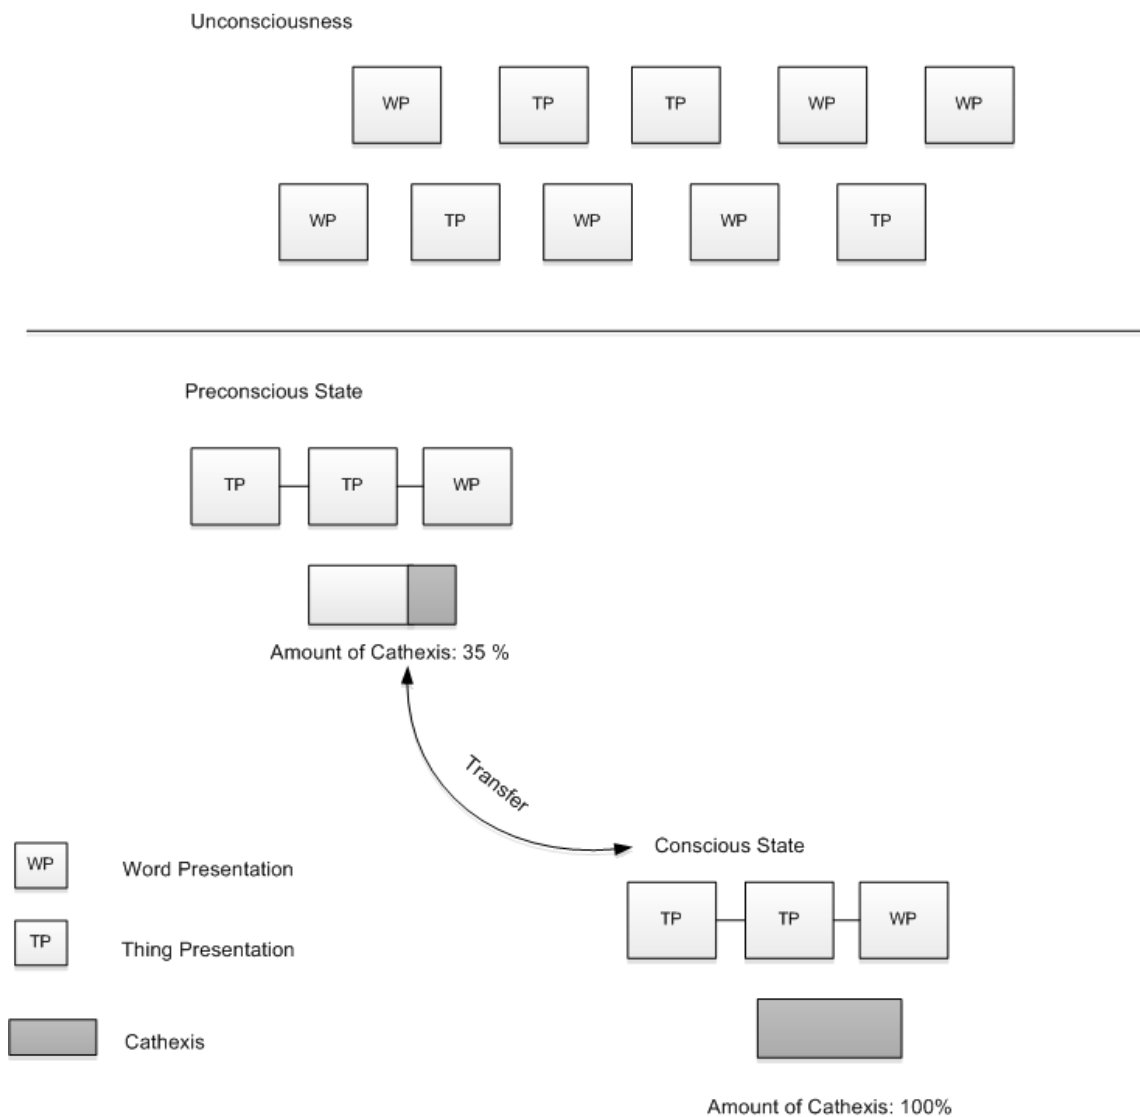 Unconsciousness
WP TP TP WP WP
WP TP WP WP TP
Preconscious State
TP TP WP
Amount of Cathexis: 35 %
Transfer
Conscious State
TP TP WP
Amount of Cathexis: 100%
WP Word Presentation
TP Thing Presentation
Cathexis